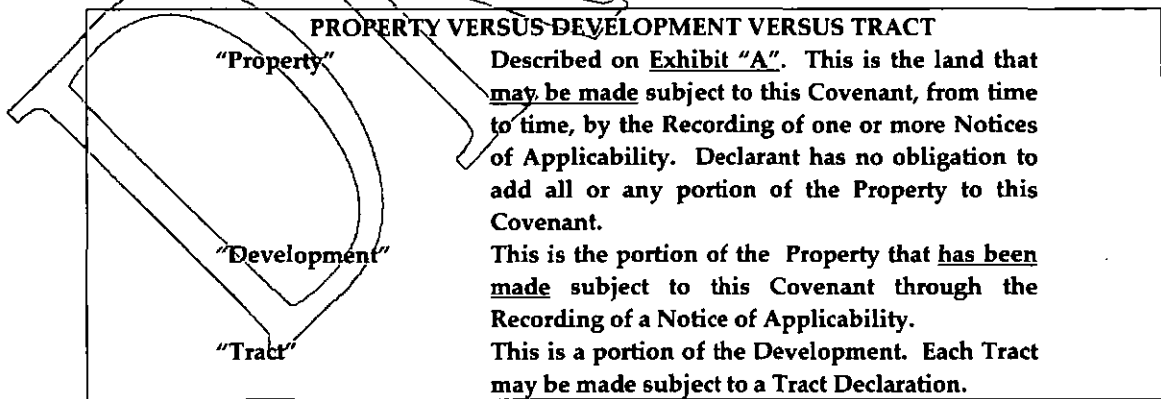 PROPERTY VERSUS DEVELOPMENT VERSUS TRACT
"Property" Described on Exhibit "A". This is the land that
may be made subject to this Covenant, from time
to time, by the Recording of one or more Notices
of Applicability. Declarant has no obligation to
add all or any portion of the Property to this
Covenant.
"Development" This is the portion of the Property that has been
made subject to this Covenant through the
Recording of a Notice of Applicability.
"Tract" This is a portion of the Development. Each Tract
may be made subject to a Tract Declaration.